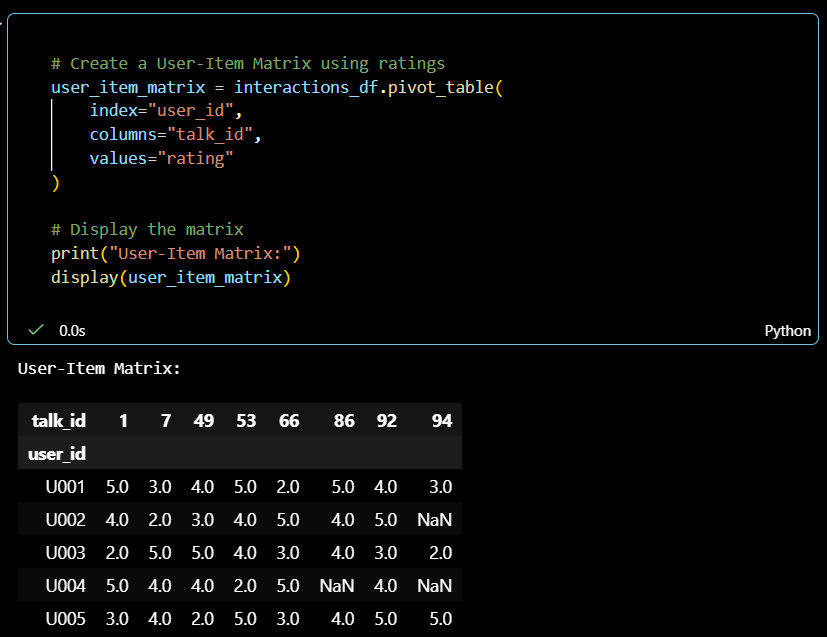 # Create a User-Item Matrix using ratings
user_item_matrix = interactions_df.pivot_table(
    index="user_id",
    columns="talk_id",
    values="rating"
)
# Display the matrix
print("User-Item Matrix:")
display(user_item_matrix)
0.0s Python
User-Item Matrix:
talk_id 1 7 49 53 66 86 92 94
user_id
U001 5.0 3.0 4.0 5.0 2.0 5.0 4.0 3.0
U002 4.0 2.0 3.0 4.0 5.0 4.0 5.0 NaN
U003 2.0 5.0 5.0 4.0 3.0 4.0 3.0 2.0
U004 5.0 4.0 4.0 2.0 5.0 NaN 4.0 NaN
U005 3.0 4.0 2.0 5.0 3.0 4.0 5.0 5.0